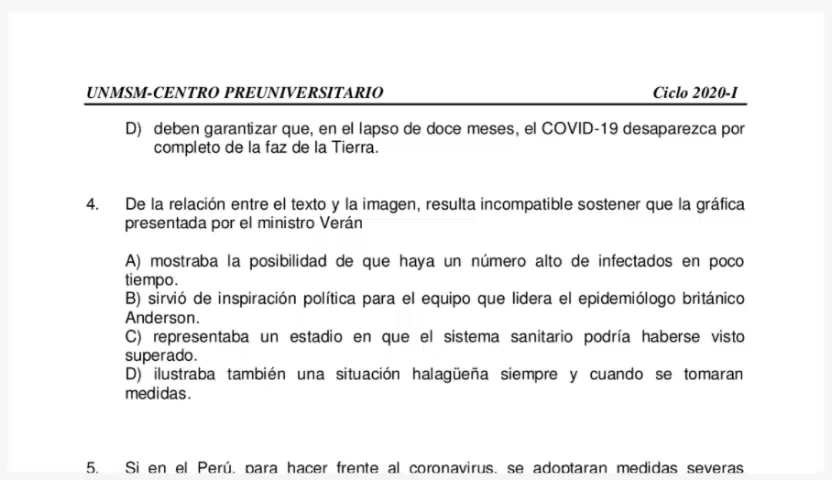 UNMSM-CENTRO PREUNIVERSITARIO Ciclo 2020-I
D) deben garantizar que, en el lapso de doce meses, el COVID-19 desaparezca por
completo de la faz de la Tierra.
4. De la relación entre el texto y la imagen, resulta incompatible sostener que la gráfica
presentada por el ministro Verán
A) mostraba la posibilidad de que haya un número alto de infectados en poco
tiempo.
B) sirvió de inspiración política para el equipo que lidera el epidemiólogo británico
Anderson.
C) representaba un estadio en que el sistema sanitario podría haberse visto
superado.
D) ilustraba también una situación halagüeña siempre y cuando se tomaran
medidas.
5. Si en el Perú, para hacer frente al coronavirus, se adoptaran medidas severas